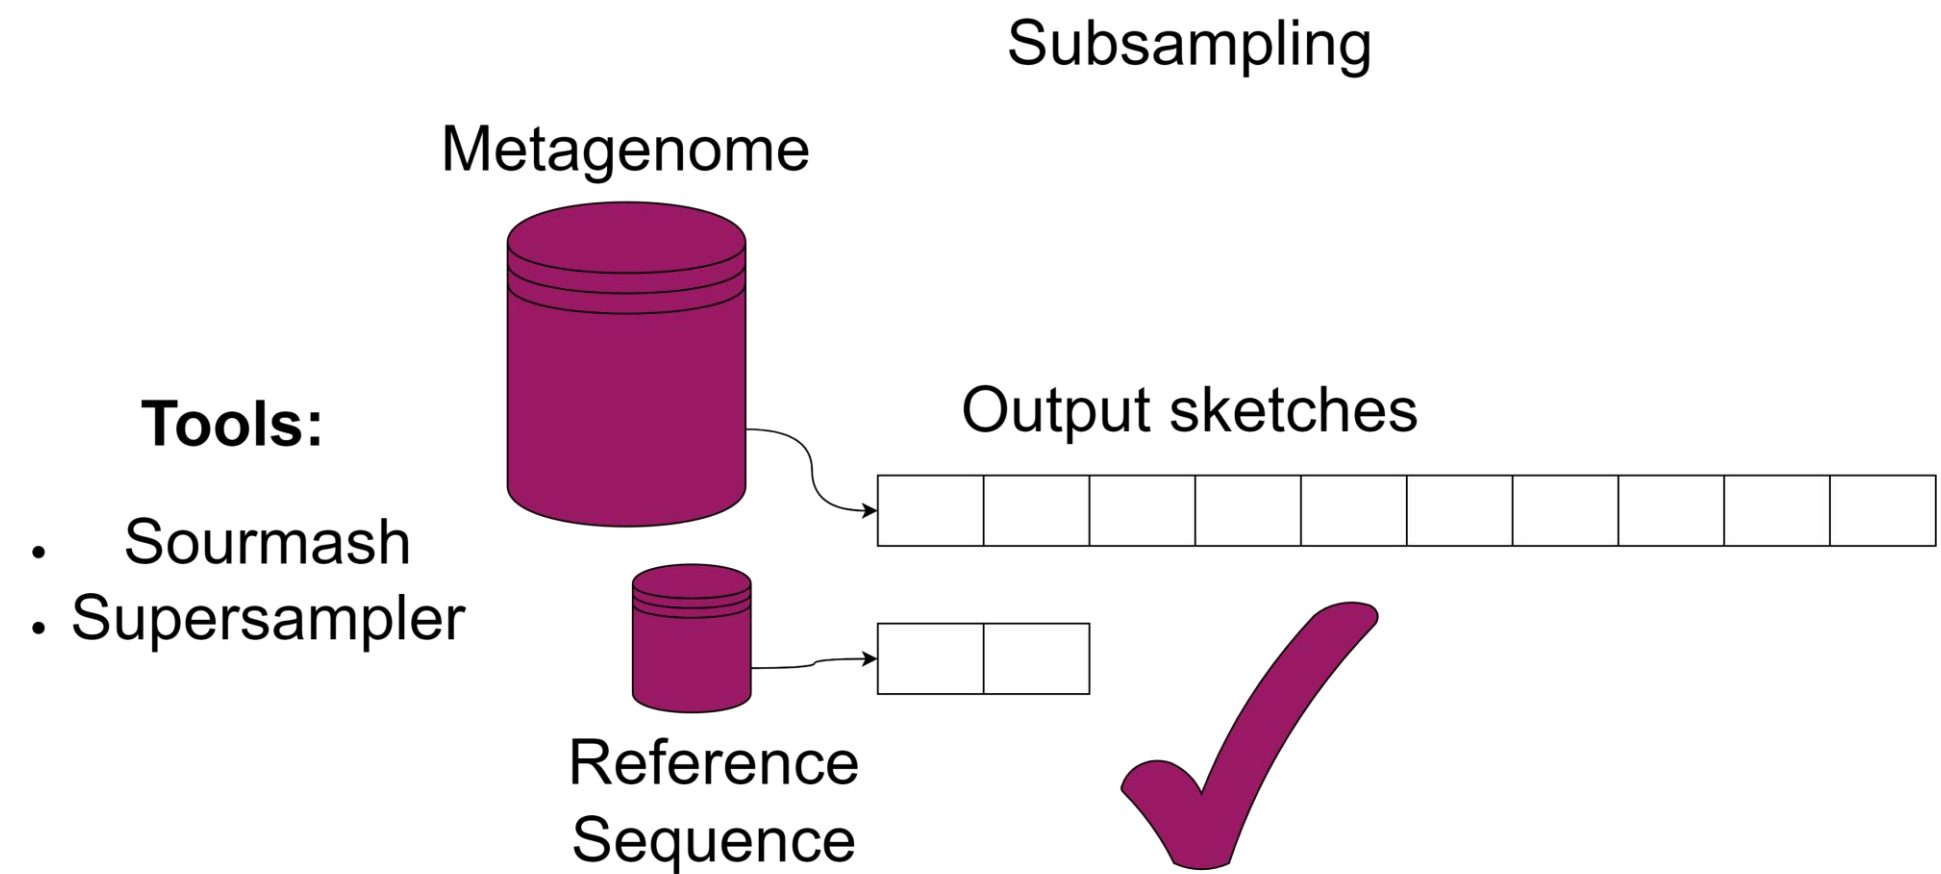 Subsampling
Metagenome
Tools:
• Sourmash
• Supersampler
Output sketches
Reference
Sequence